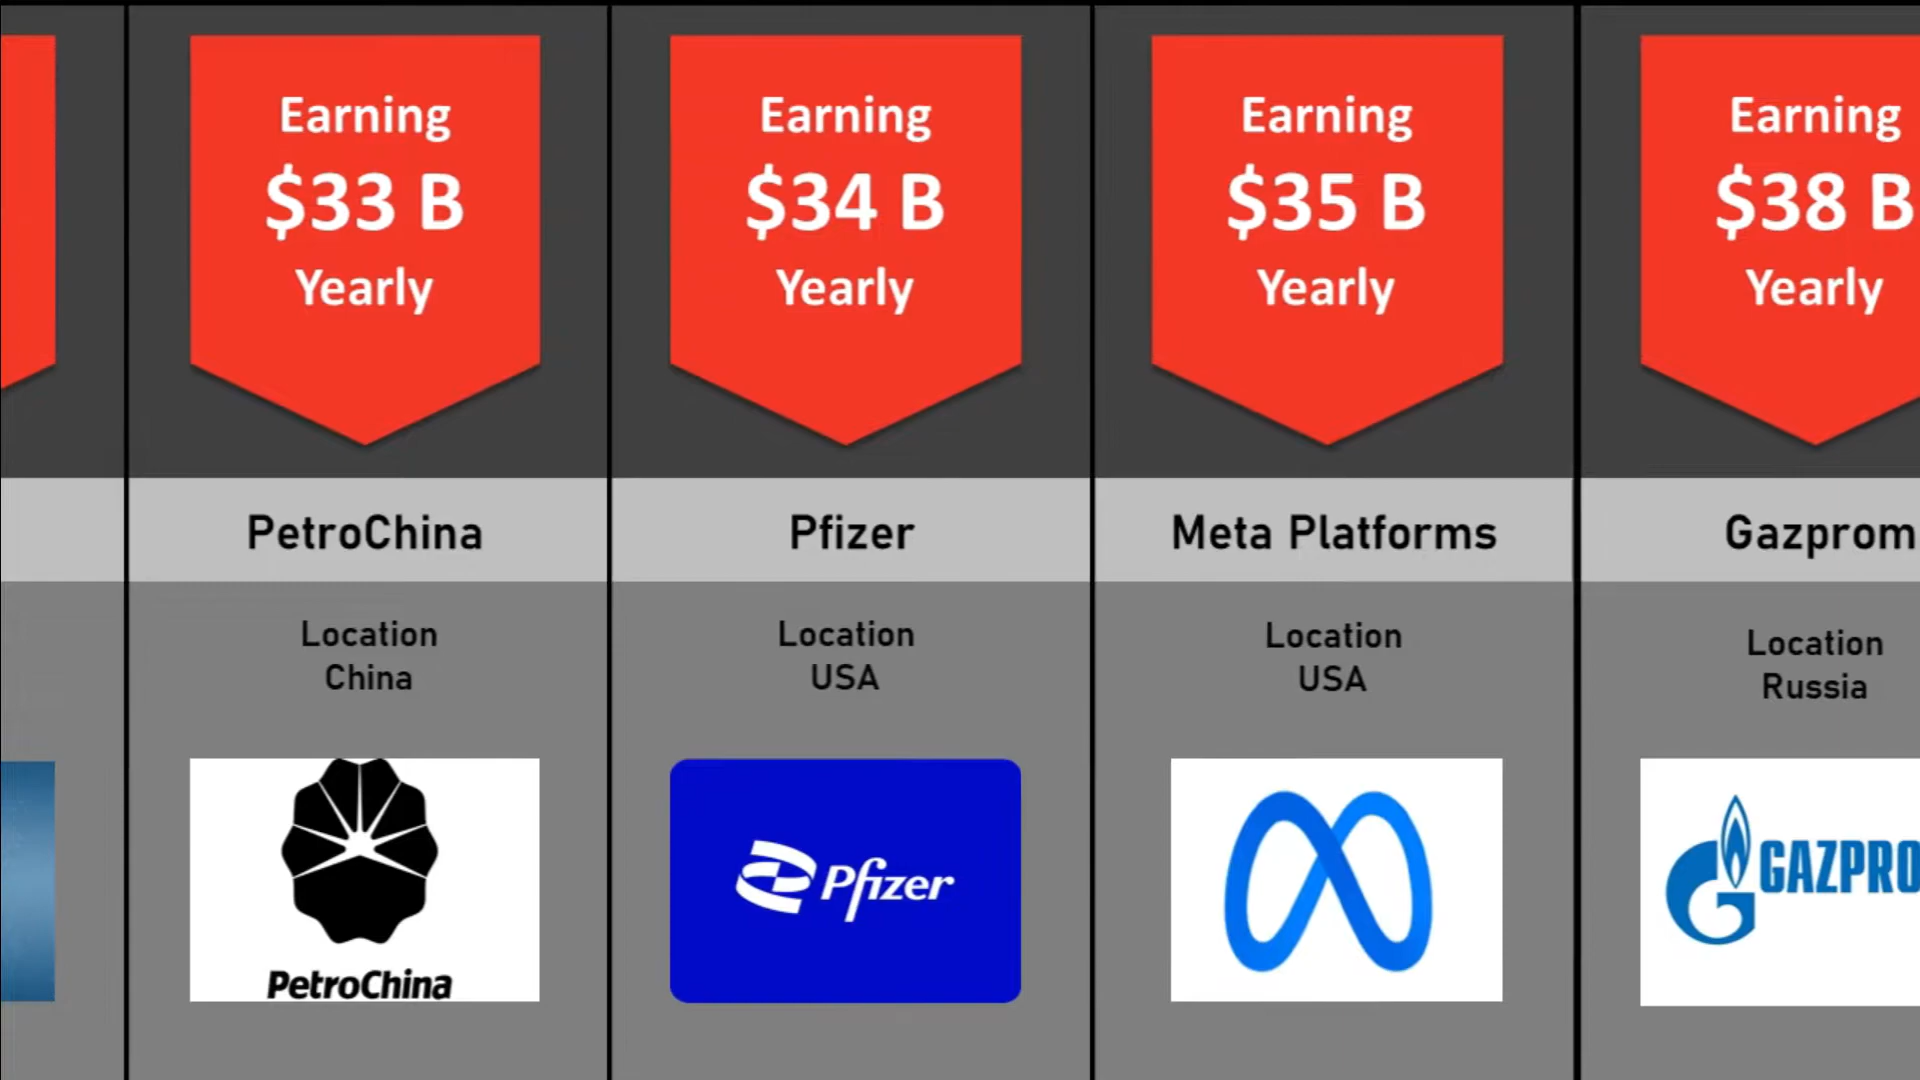 Earning
$33 B
Yearly
PetroChina
Location
China
PetroChina
Earning
$34 B
Yearly
Pfizer
Location
USA
Pfizer
Earning
$35 B
Yearly
Meta Platforms
Location
USA
Earning
$38 B
Yearly
Gazprom
Location
Russia
GAZPRO